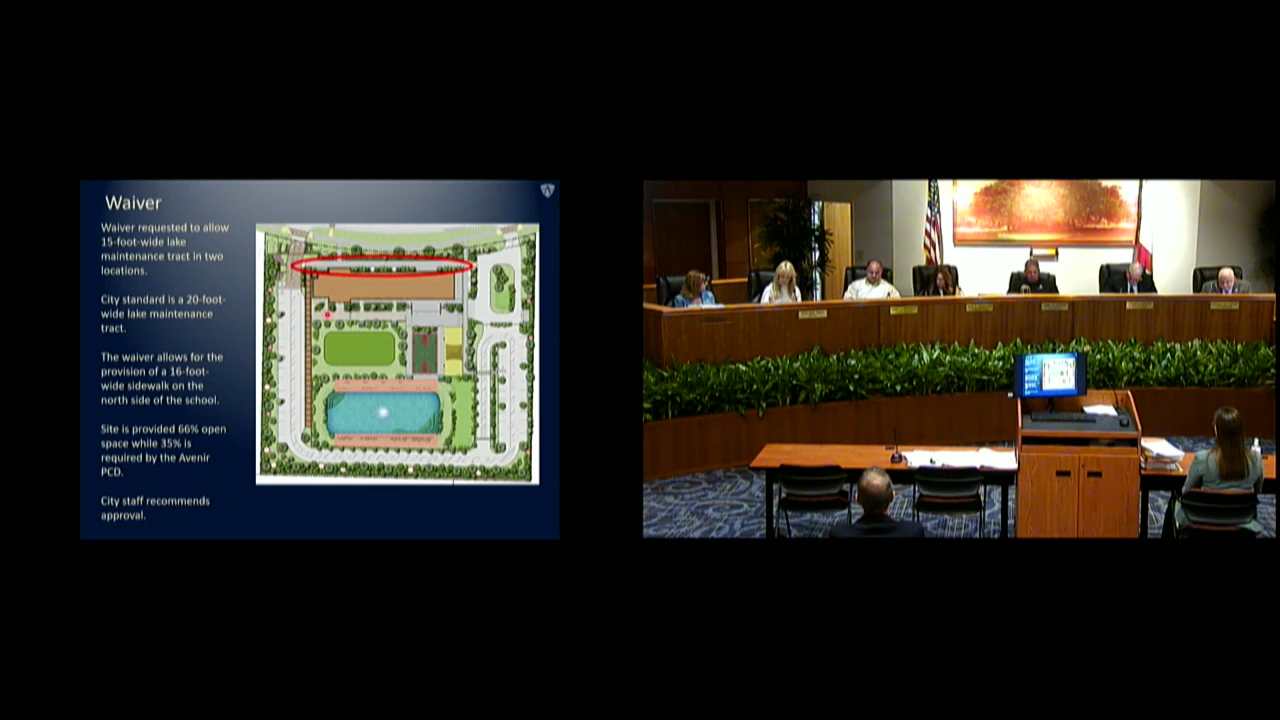 Waiver
Waiver requested to allow
15-foot-wide lake
maintenance tract in two
locations.
City standard is a 20-foot-
wide lake maintenance
tract.
The waiver allows for the
provision of a 16-foot-
wide sidewalk on the
north side of the school.
Site is provided 66% open
space while 35% is
required by the Avenir
PCD.
City staff recommends
approval.